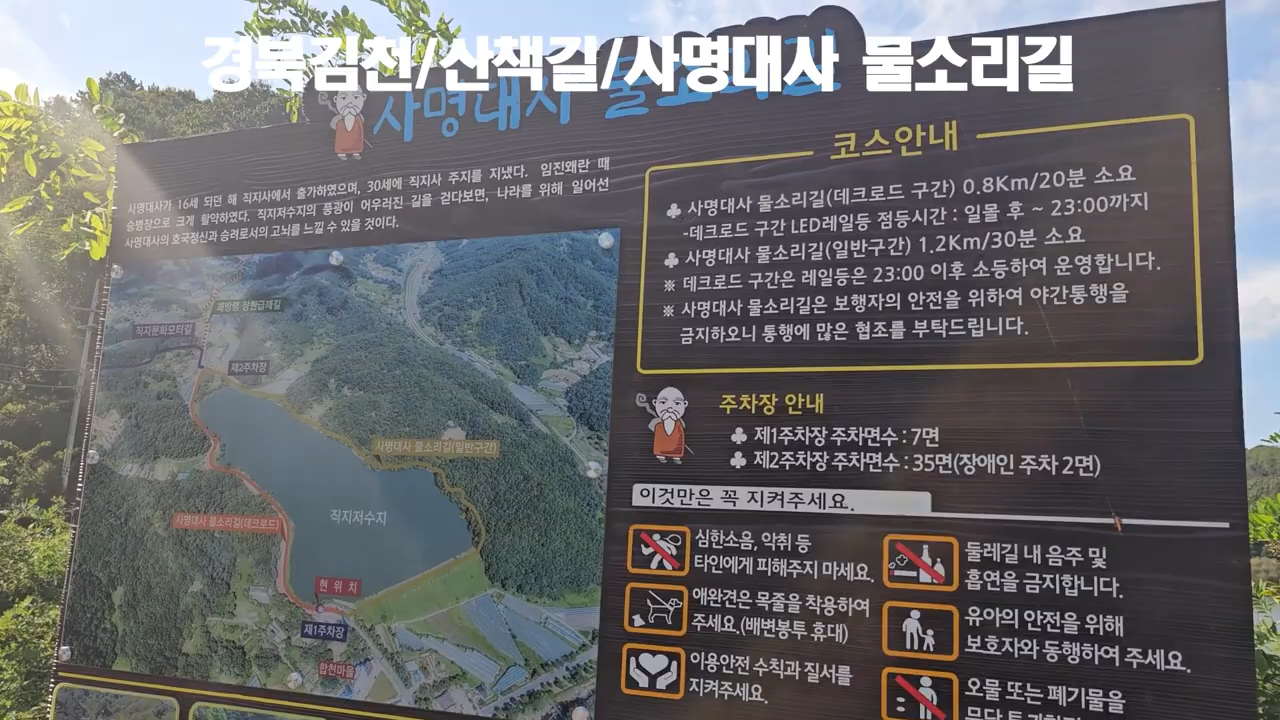 경북김천/산책길/사명대사 물소리길
사명대사 물소리길
사명대사가 16세 되던 해 직지사에서 출가하였으며, 30세에 직지사 주지를 지냈다. 임진왜란 때
승병장으로 크게 활약하였다. 직지저수지의 풍광이 어우러진 길을 걷다보면, 나라를 위해 일어선
사명대사의 호국정신과 승려로서의 고뇌를 느낄 수 있을 것이다.
괘방령 장원급제길
직지문화모티길
제2주차장
사명대사 물소리길(일반구간)
직지저수지
사명대사 물소리길(데크로드)
현 위 치
제1주차장
합천마을
코스안내
사명대사 물소리길(데크로드 구간) 0.8Km/20분 소요
-데크로드 구간 LED레일등 점등시간 : 일몰 후 ~ 23:00까지
사명대사 물소리길(일반구간) 1.2Km/30분 소요
※ 데크로드 구간은 레일등은 23:00 이후 소등하여 운영합니다.
※ 사명대사 물소리길은 보행자의 안전을 위하여 야간통행을
금지하오니 통행에 많은 협조를 부탁드립니다.
주차장 안내
제1주차장 주차면수 : 7면
제2주차장 주차면수 : 35면(장애인 주차 2면)
이것만은 꼭 지켜주세요.
심한소음, 악취 등
타인에게 피해주지 마세요.
애완견은 목줄을 착용하여
주세요.(배변봉투 휴대)
이용안전 수칙과 질서를
지켜주세요.
둘레길 내 음주 및
흡연을 금지합니다.
유아의 안전을 위해
보호자와 동행하여 주세요.
오물 또는 폐기물을